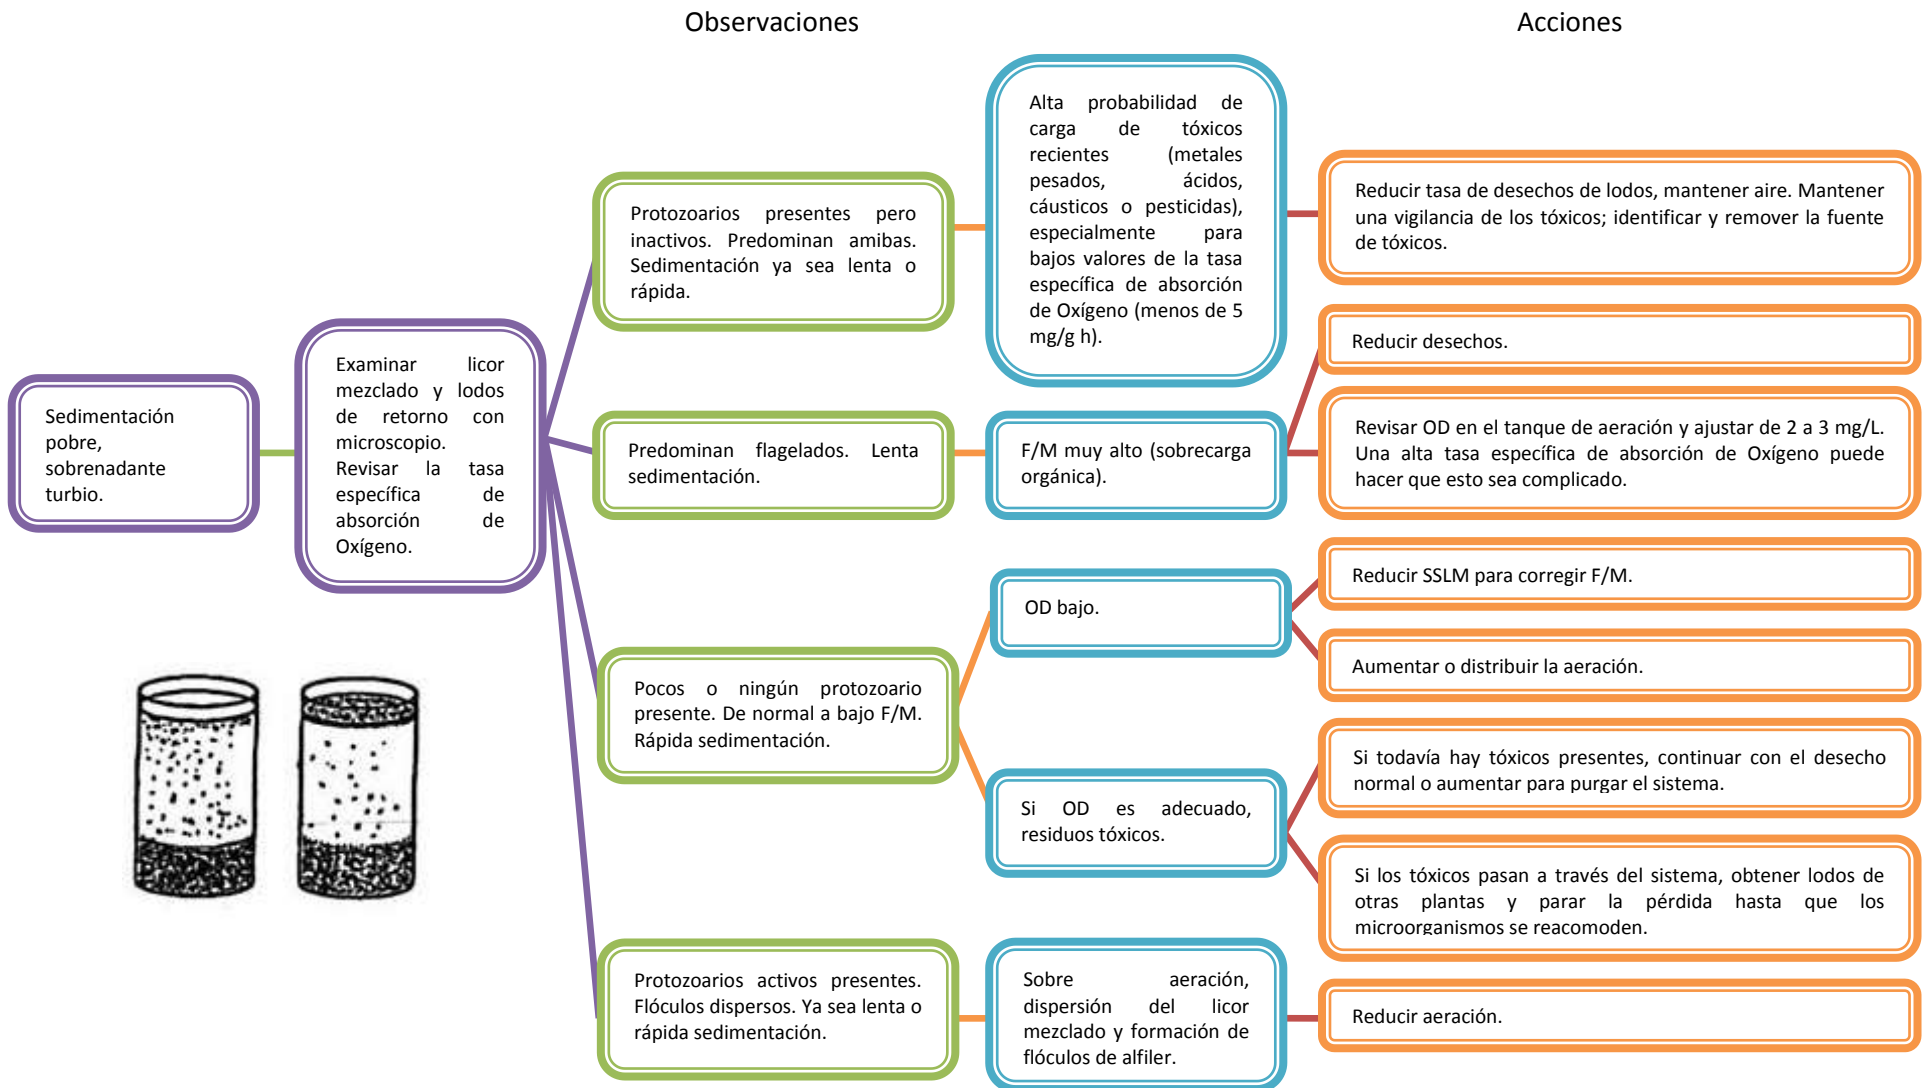 Observaciones
Acciones
Sedimentación
pobre,
sobrenadante
turbio.
Examinar licor
mezclado y lodos
de retorno con
microscopio.
Revisar la tasa
específica de
absorción de
Oxígeno.
Protozoarios presentes pero
inactivos. Predominan amibas.
Sedimentación ya sea lenta o
rápida.
Alta probabilidad de
carga de tóxicos
recientes (metales
pesados, ácidos,
cáusticos o pesticidas),
especialmente para
bajos valores de la tasa
específica de absorción
de Oxígeno (menos de 5
mg/g h).
Reducir tasa de desechos de lodos, mantener aire. Mantener
una vigilancia de los tóxicos; identificar y remover la fuente
de tóxicos.
Predominan flagelados. Lenta
sedimentación.
F/M muy alto (sobrecarga
orgánica).
Reducir desechos.
Revisar OD en el tanque de aeración y ajustar de 2 a 3 mg/L.
Una alta tasa específica de absorción de Oxígeno puede
hacer que esto sea complicado.
Pocos o ningún protozoario
presente. De normal a bajo F/M.
Rápida sedimentación.
OD bajo.
Reducir SSLM para corregir F/M.
Aumentar o distribuir la aeración.
Si OD es adecuado,
residuos tóxicos.
Si todavía hay tóxicos presentes, continuar con el desecho
normal o aumentar para purgar el sistema.
Si los tóxicos pasan a través del sistema, obtener lodos de
otras plantas y parar la pérdida hasta que los
microorganismos se reacomoden.
Protozoarios activos presentes.
Flóculos dispersos. Ya sea lenta o
rápida sedimentación.
Sobre aeración,
dispersión del licor
mezclado y formación de
flóculos de alfiler.
Reducir aeración.